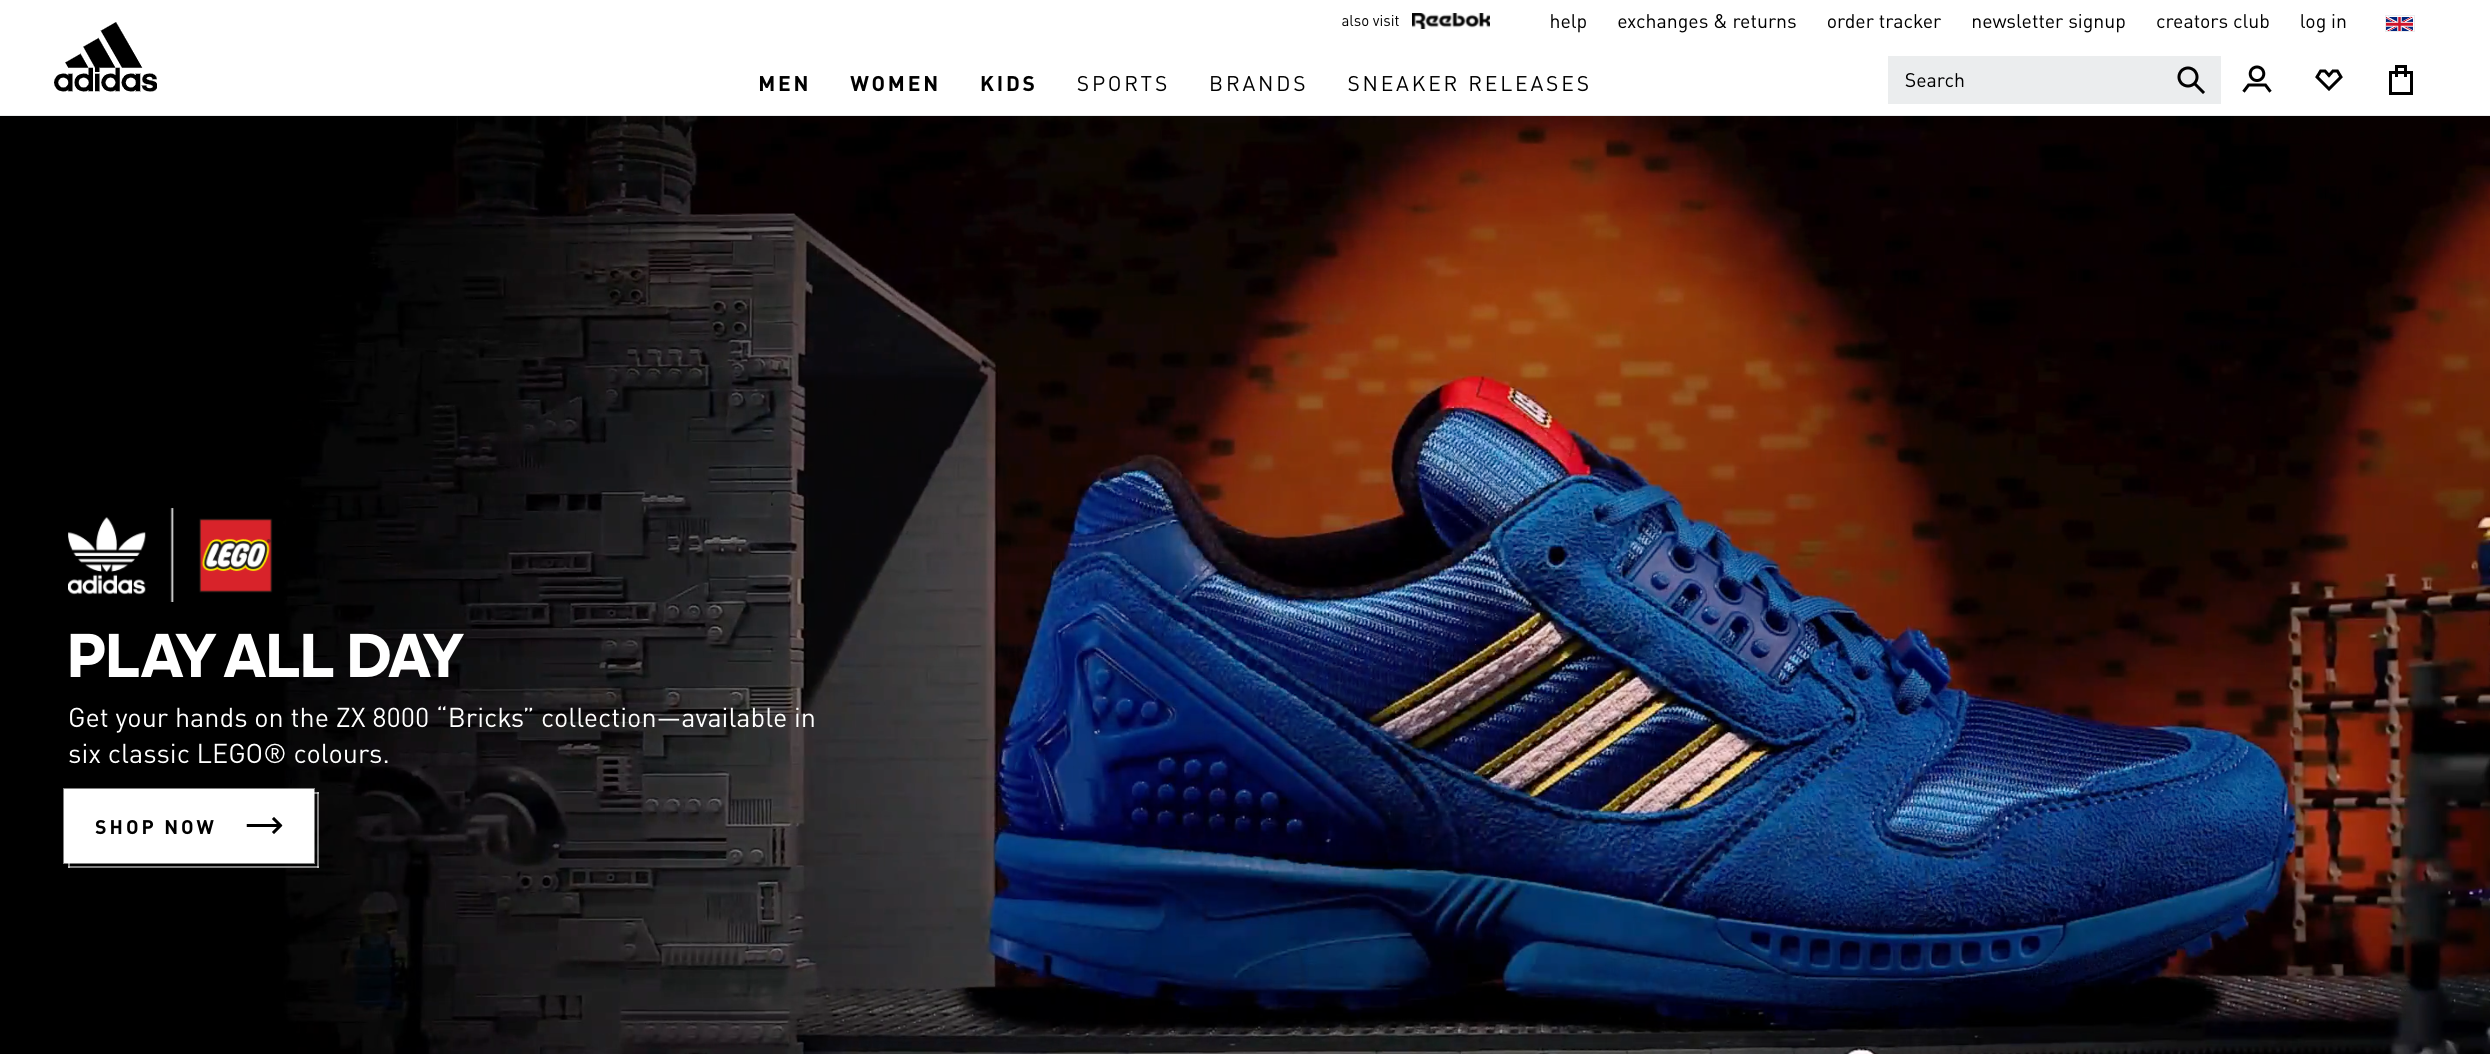 also visit Reebok help exchanges & returns order tracker newsletter signup creators club log in
adidas
MEN WOMEN KIDS SPORTS BRANDS SNEAKER RELEASES
Search
adidas LEGO
PLAY ALL DAY
Get your hands on the ZX 8000 “Bricks” collection—available in
six classic LEGO® colours.
SHOP NOW
LEGO